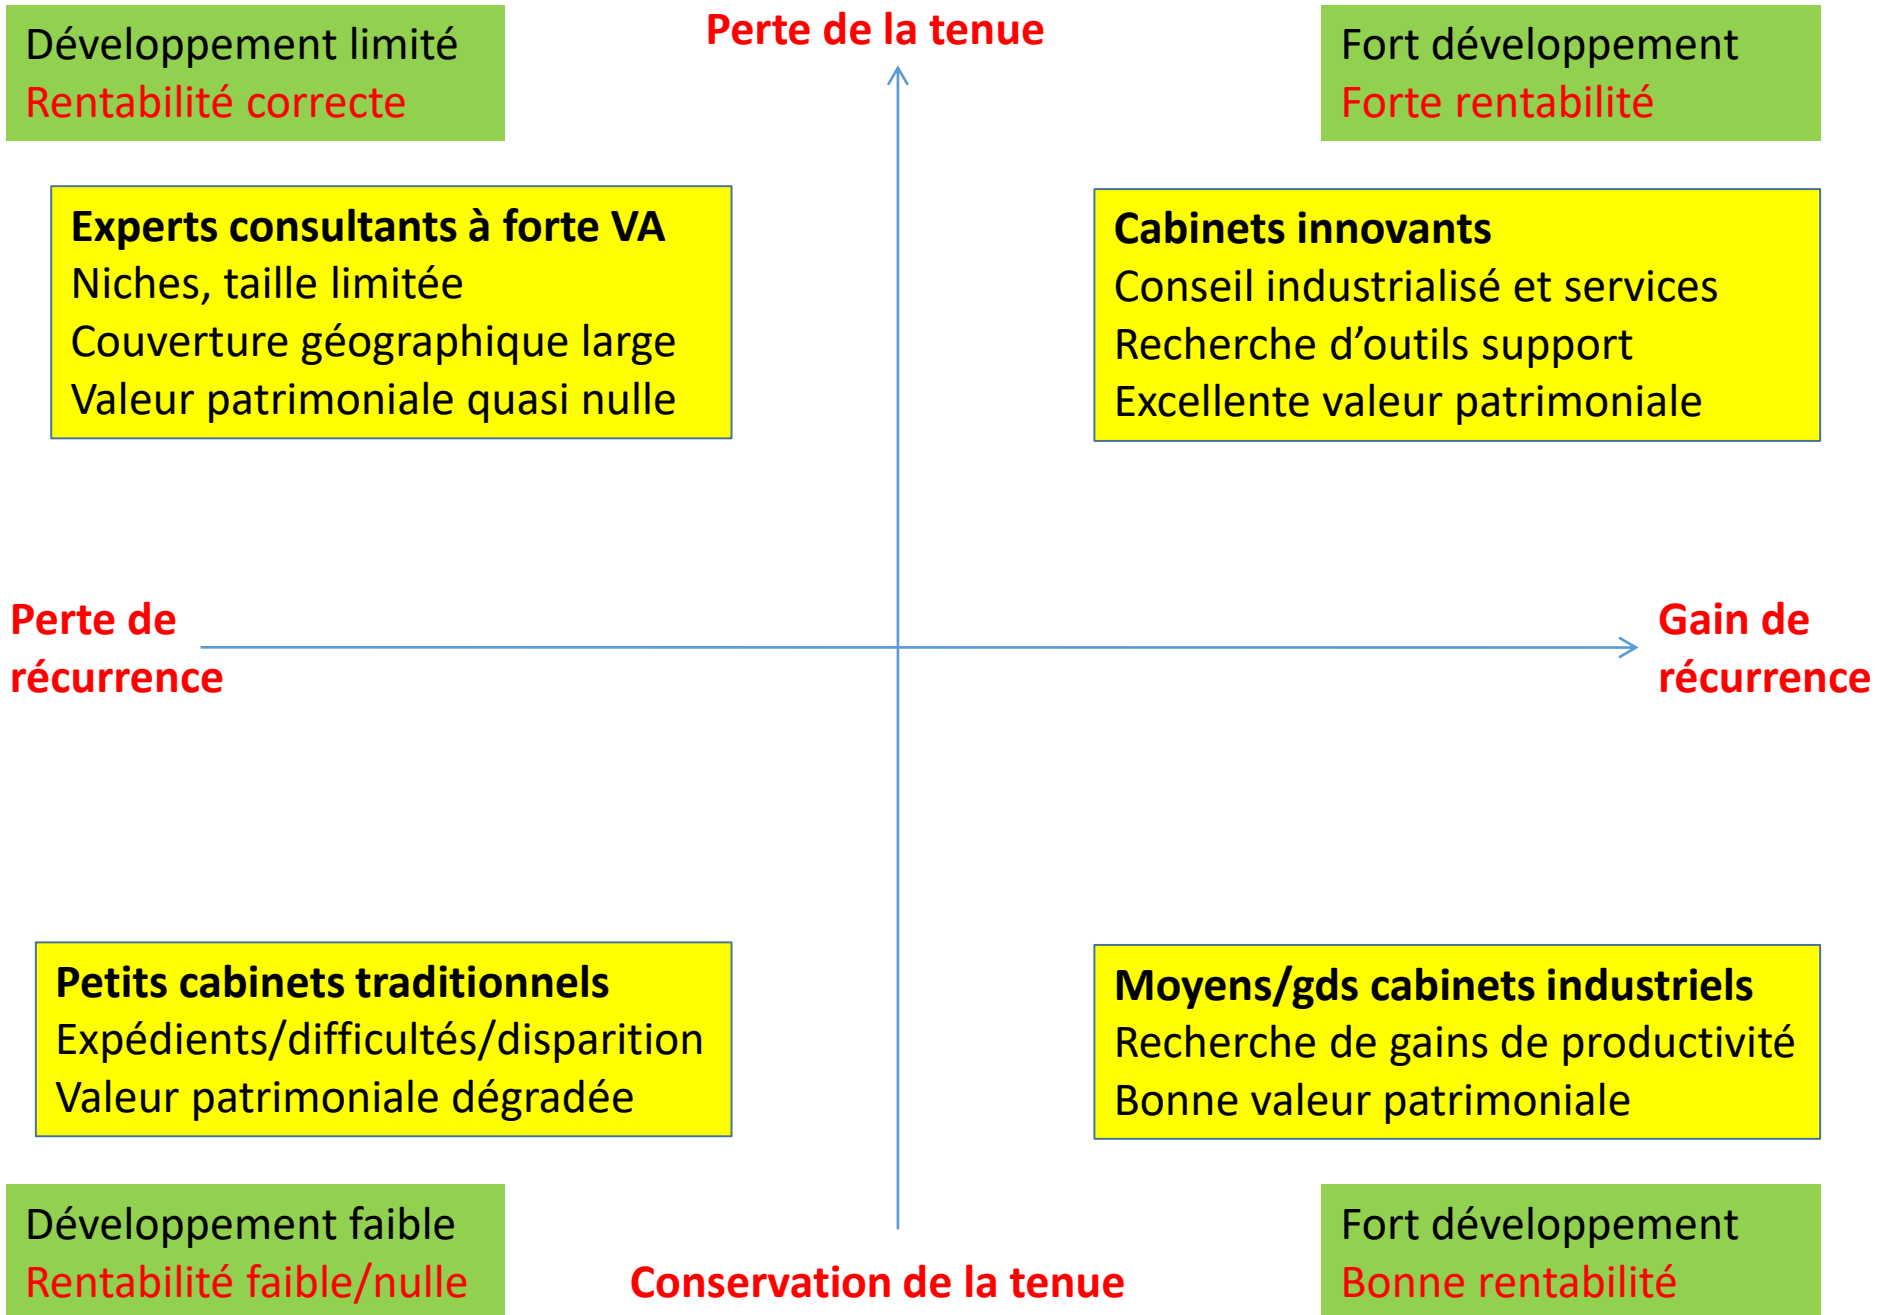 Développement limité
Rentabilité correcte
Perte de la tenue
Fort développement
Forte rentabilité
Experts consultants à forte VA
Niches, taille limitée
Couverture géographique large
Valeur patrimoniale quasi nulle
Cabinets innovants
Conseil industrialisé et services
Recherche d’outils support
Excellente valeur patrimoniale
Perte de
récurrence
Gain de
récurrence
Petits cabinets traditionnels
Expédients/difficultés/disparition
Valeur patrimoniale dégradée
Moyens/gds cabinets industriels
Recherche de gains de productivité
Bonne valeur patrimoniale
Développement faible
Rentabilité faible/nulle
Conservation de la tenue
Fort développement
Bonne rentabilité